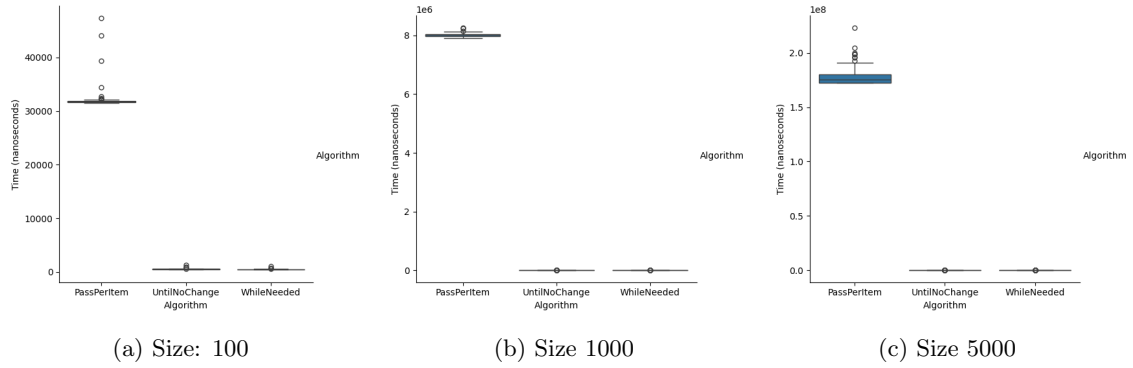 40000
30000
20000
10000
0
Time (nanoseconds)
PassPerItem UntilNoChange WhileNeeded
Algorithm
Algorithm
(a) Size: 100
1e6
8
6
4
2
0
Time (nanoseconds)
PassPerItem UntilNoChange WhileNeeded
Algorithm
Algorithm
(b) Size 1000
1e8
2.0
1.5
1.0
0.5
0.0
Time (nanoseconds)
PassPerItem UntilNoChange WhileNeeded
Algorithm
Algorithm
(c) Size 5000